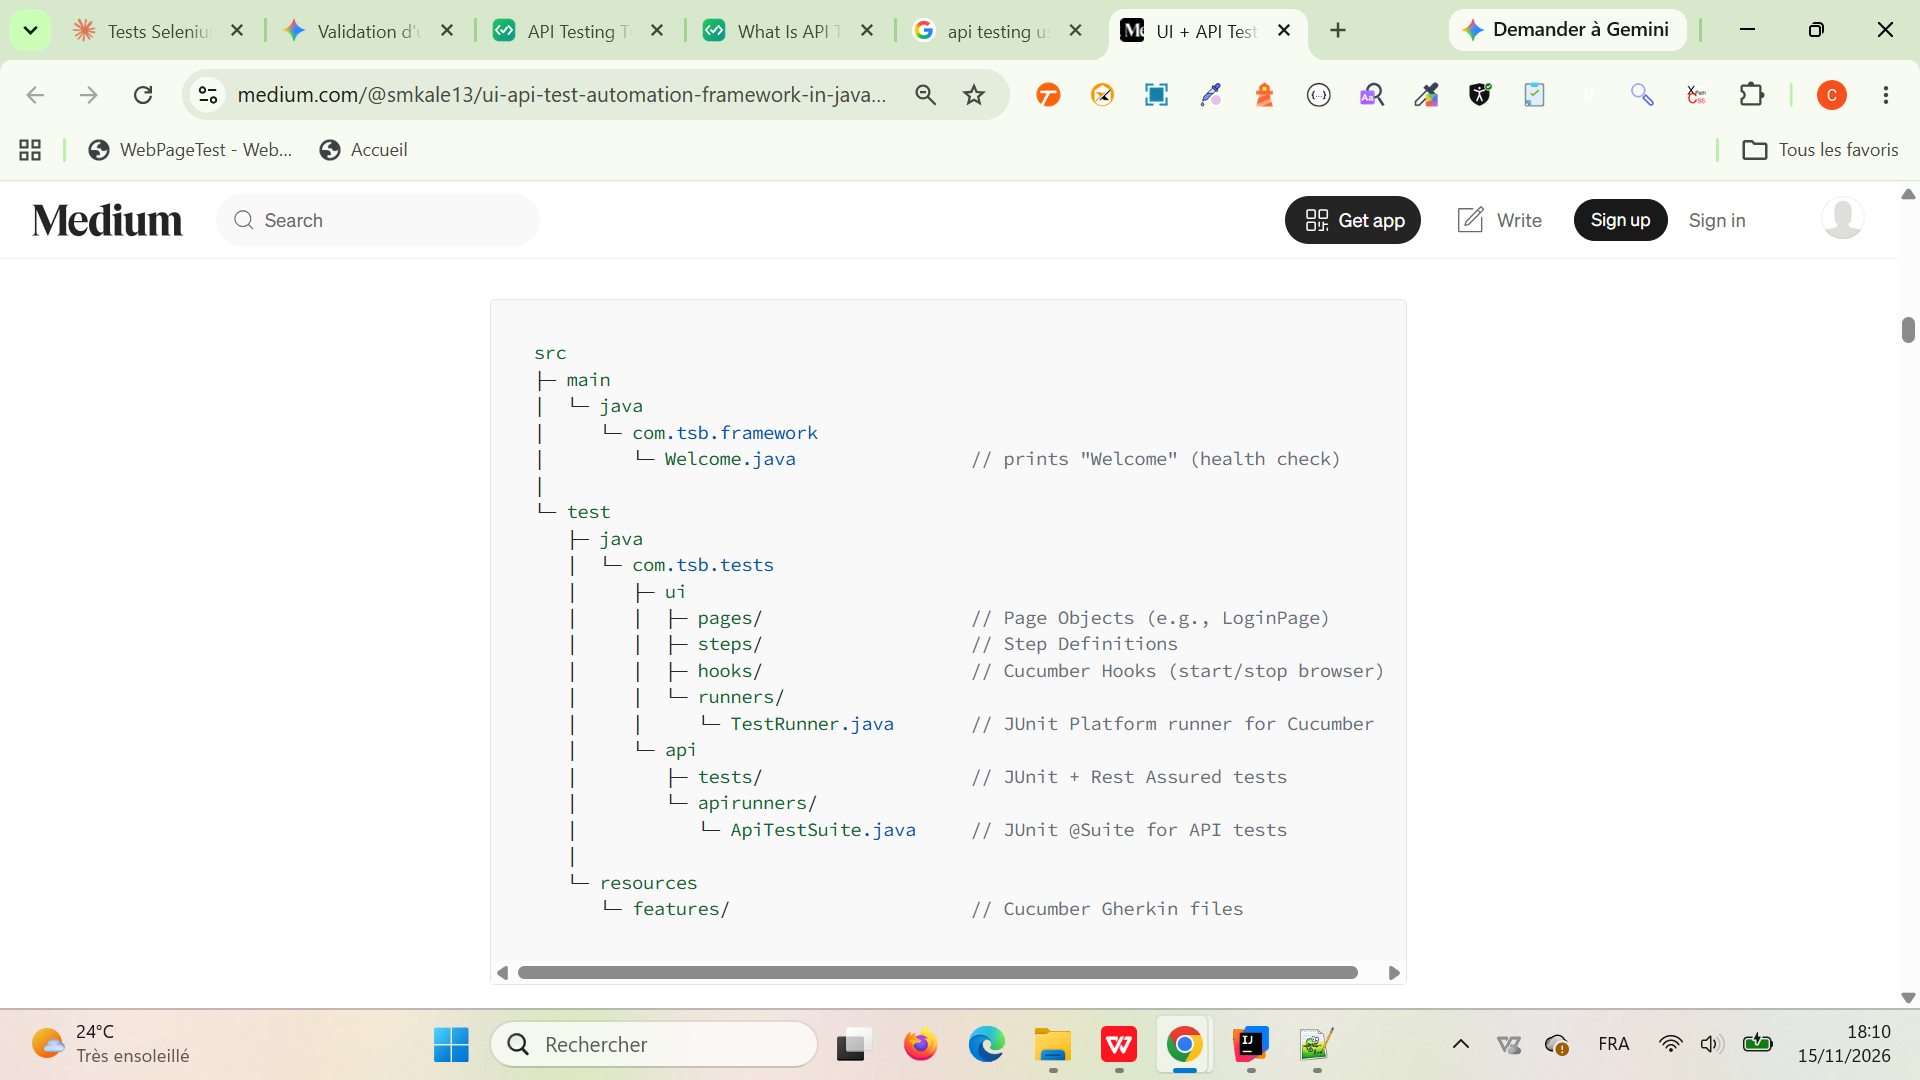 Tests Seleniu
Validation d'u
API Testing T
What Is API T
api testing us
UI + API Test
Demander à Gemini
medium.com/@smkale13/ui-api-test-automation-framework-in-java...
C
WebPageTest - Web...
Accueil
Tous les favoris
Medium
Search
Get app
Write
Sign up
Sign in
src
├─ main
│  └─ java
│     └─ com.tsb.framework
│        └─ Welcome.java                // prints "Welcome" (health check)
│
└─ test
   ├─ java
   │  └─ com.tsb.tests
   │     ├─ ui
   │     │  ├─ pages/                   // Page Objects (e.g., LoginPage)
   │     │  ├─ steps/                   // Step Definitions
   │     │  ├─ hooks/                   // Cucumber Hooks (start/stop browser)
   │     │  └─ runners/
   │     │     └─ TestRunner.java       // JUnit Platform runner for Cucumber
   │     └─ api
   │        ├─ tests/                   // JUnit + Rest Assured tests
   │        └─ apirunners/
   │           └─ ApiTestSuite.java     // JUnit @Suite for API tests
   │
   └─ resources
      └─ features/                      // Cucumber Gherkin files
24°C
Très ensoleillé
Rechercher
FRA
18:10
15/11/2026